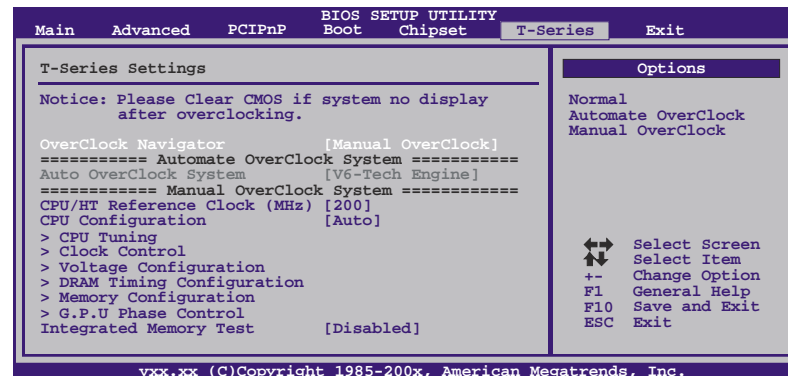 BIOS SETUP UTILITY
Main Advanced PCIPnP Boot Chipset T-Series Exit
T-Series Settings
Notice: Please Clear CMOS if system no display
after overclocking.
OverClock Navigator [Manual OverClock]
=========== Automate OverClock System ===========
Auto OverClock System [V6-Tech Engine]
============ Manual OverClock System ============
CPU/HT Reference Clock (MHz) [200]
CPU Configuration [Auto]
> CPU Tuning
> Clock Control
> Voltage Configuration
> DRAM Timing Configuration
> Memory Configuration
> G.P.U Phase Control
Integrated Memory Test [Disabled]
Options
Normal
Automate OverClock
Manual OverClock
Select Screen
Select Item
+- Change Option
F1 General Help
F10 Save and Exit
ESC Exit
vxx.xx (C)Copyright 1985-200x, American Megatrends, Inc.